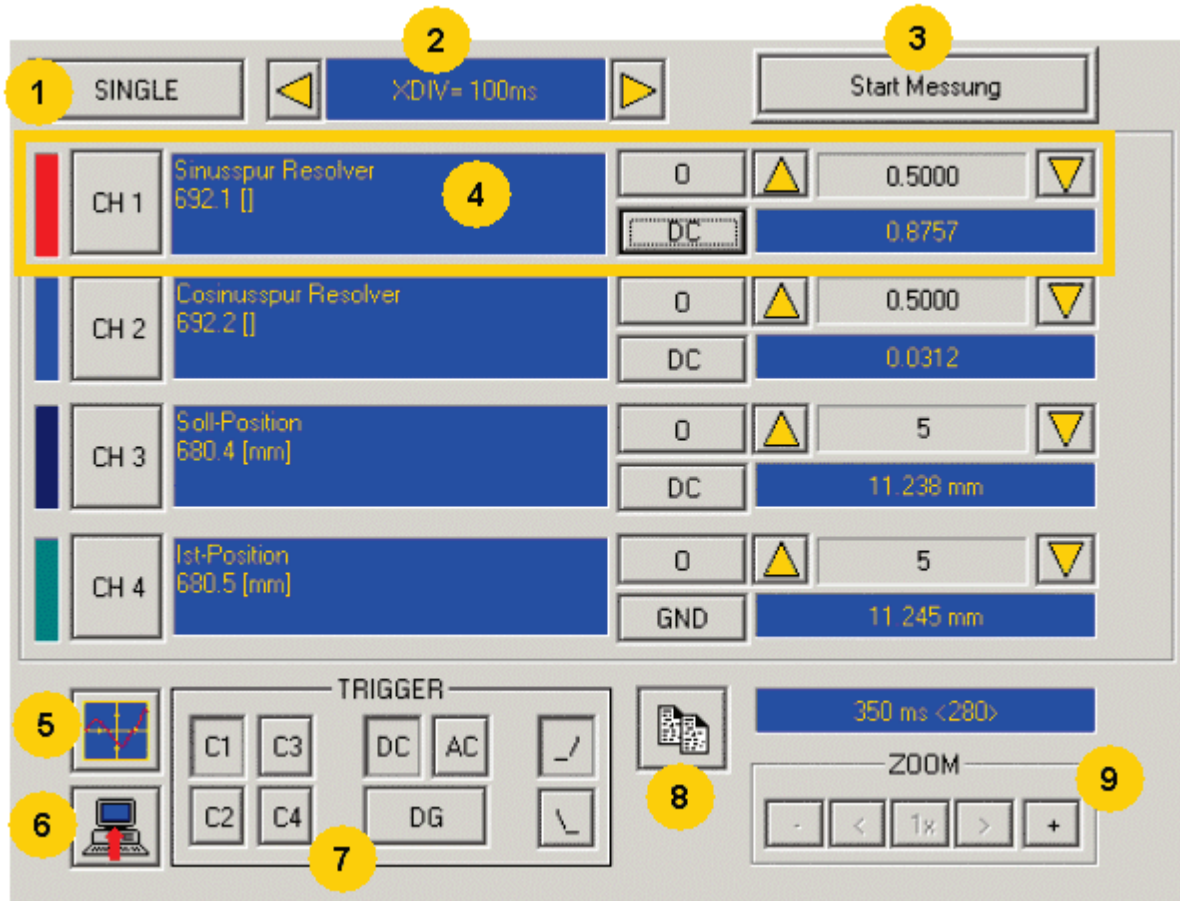 2
3
1
SINGLE
XDIV= 100ms
Start Messung
CH 1
Sinusspur Resolver
692.1 []
4
0
0.5000
DC
0.8757
CH 2
Cosinusspur Resolver
692.2 []
0
0.5000
DC
0.0312
CH 3
Soll-Position
680.4 [mm]
0
5
DC
11.238 mm
CH 4
Ist-Position
680.5 [mm]
0
5
GND
11.245 mm
5
6
TRIGGER
C1
C3
DC
AC
_/
C2
C4
DG
\_
7
8
350 ms <280>
ZOOM
9
-
<
1x
>
+